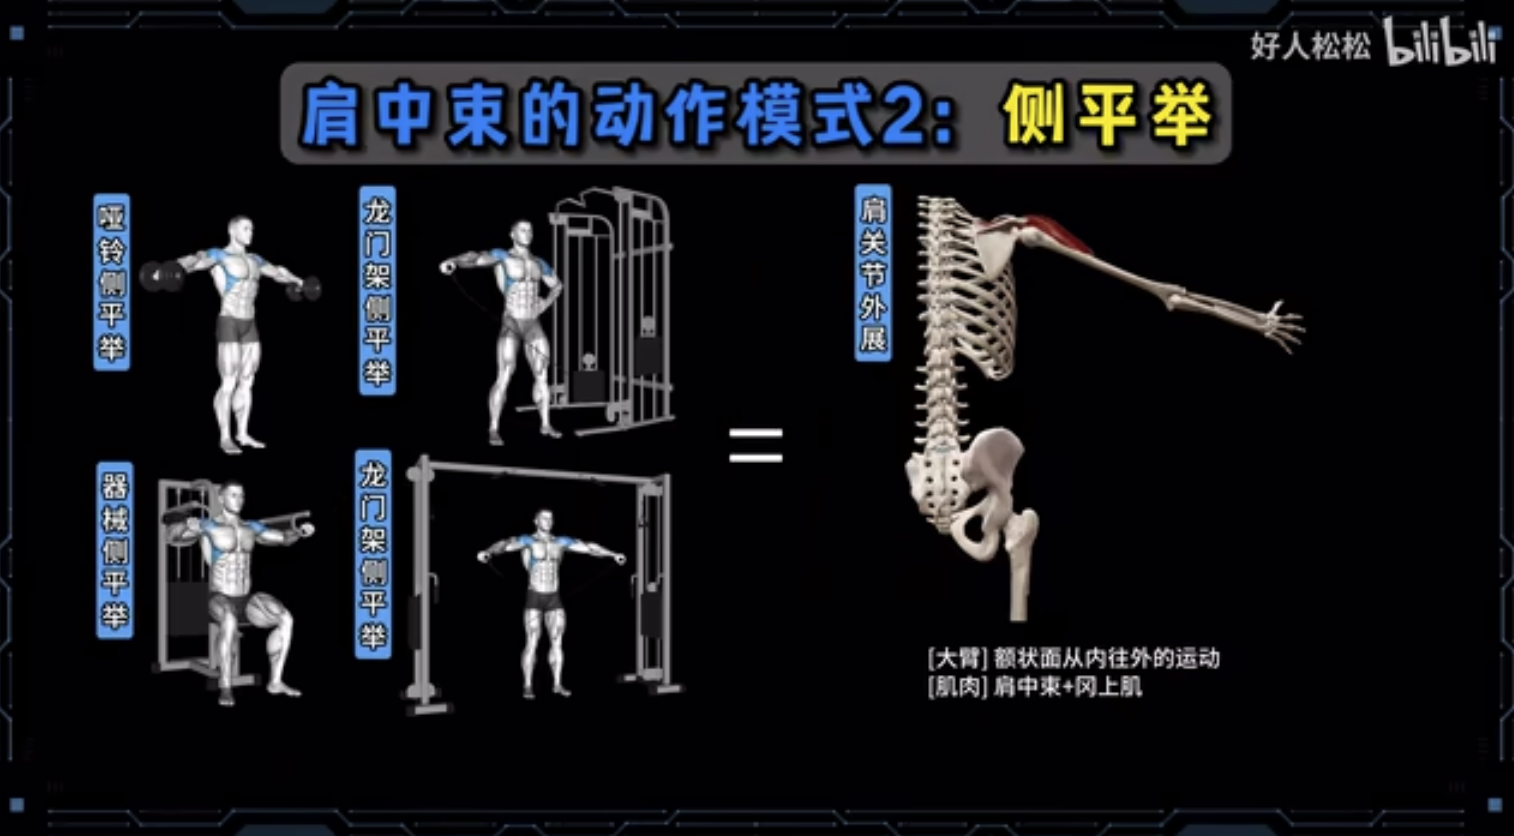 好人松松 bilibili
肩中束的动作模式2：侧平举
哑铃侧平举
龙门架侧平举
肩关节外展
器械侧平举
龙门架侧平举
=
[大臂] 额状面从内往外的运动
[肌肉] 肩中束+冈上肌